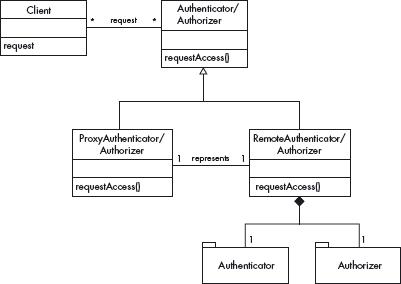 Client
request
* request *
Authenticator/
Authorizer
requestAccess()
ProxyAuthenticator/
Authorizer
requestAccess()
1 represents 1
RemoteAuthenticator/
Authorizer
requestAccess()
1
1
Authenticator
Authorizer